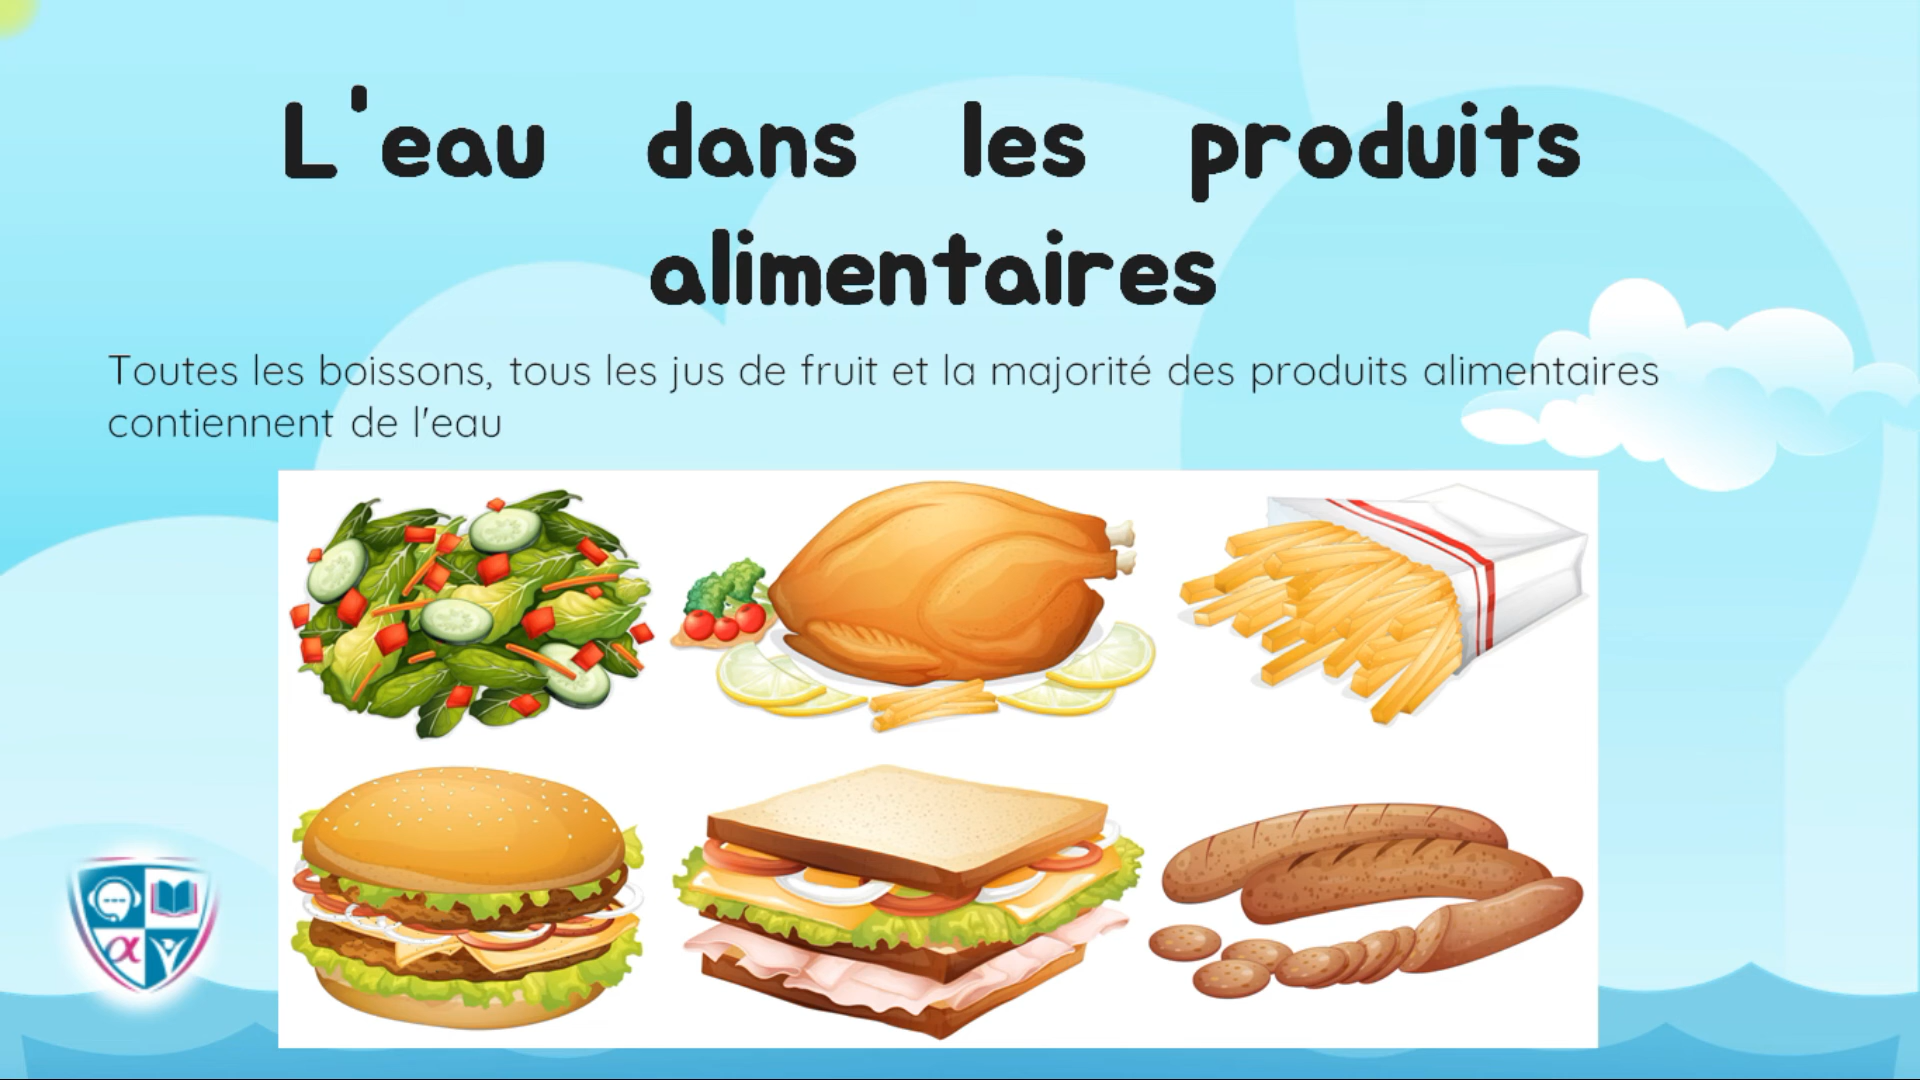 L'eau dans les produits
alimentaires
Toutes les boissons, tous les jus de fruit et la majorité des produits alimentaires
contiennent de l'eau